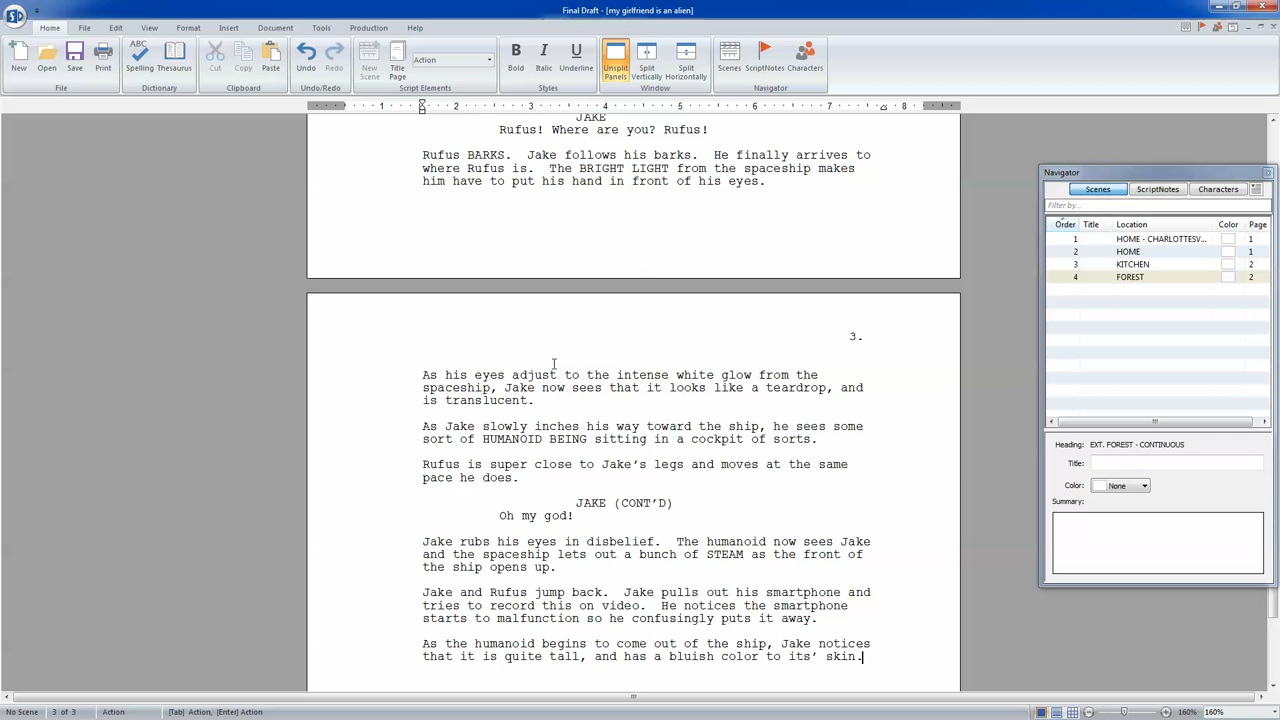 Final Draft - [my girlfriend is an alien]
Home File Edit View Format Insert Document Tools Production
New Open Save Print Spelling Thesaurus Cut Copy Paste Undo Redo New Scene Title Page Action Bold Italic Underline Unsplit Panels Split Vertically Split Horizontally Scenes ScriptNotes Characters
File Dictionary Clipboard Undo/Redo Script Elements Styles Window Navigator
1 2 3 4 5 6 7 8
JAKE
Rufus! Where are you? Rufus!
Rufus BARKS. Jake follows his barks. He finally arrives to
where Rufus is. The BRIGHT LIGHT from the spaceship makes
him have to put his hand in front of his eyes.
3.
As his eyes adjust to the intense white glow from the
spaceship, Jake now sees that it looks like a teardrop, and
is translucent.
As Jake slowly inches his way toward the ship, he sees some
sort of HUMANOID BEING sitting in a cockpit of sorts.
Rufus is super close to Jake's legs and moves at the same
pace he does.
JAKE (CONT'D)
Oh my god!
Jake rubs his eyes in disbelief. The humanoid now sees Jake
and the spaceship lets out a bunch of STEAM as the front of
the ship opens up.
Jake and Rufus jump back. Jake pulls out his smartphone and
tries to record this on video. He notices the smartphone
starts to malfunction so he confusingly puts it away.
As the humanoid begins to come out of the ship, Jake notices
that it is quite tall, and has a bluish color to its' skin.
Navigator
Scenes ScriptNotes Characters
Filter by...
Order Title Location Color Page
1 HOME - CHARLOTTESV... 1
2 HOME 1
3 KITCHEN 2
4 FOREST 2
Heading: EXT. FOREST - CONTINUOUS
Title:
Color: None
Summary:
No Scene 3 of 3 Action [Tab] Action, [Enter] Action 160% 160%